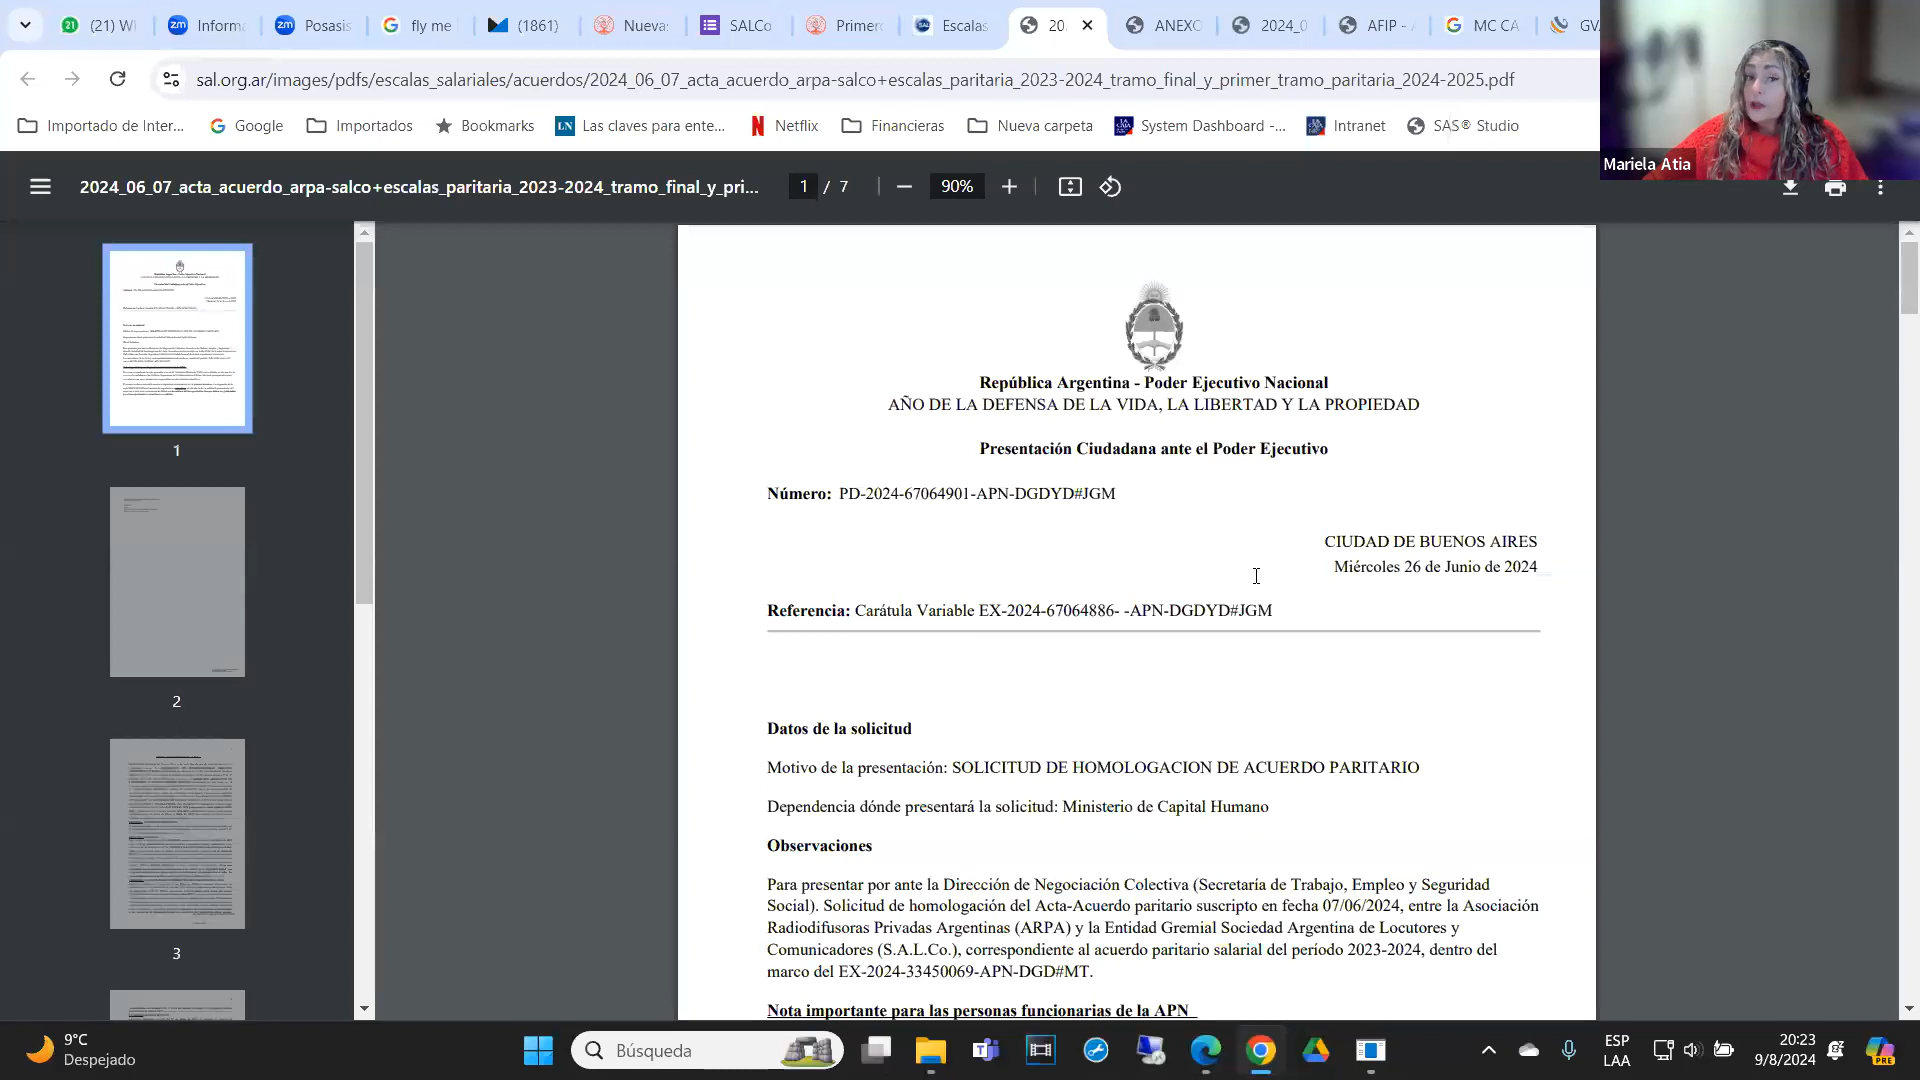 (21) W
Informa
Posasis
fly me
(1861)
Nueva
SALCo
Primer
Escalas
20
ANEXO
2024_0
AFIP -
MC CA
GV
sal.org.ar/images/pdfs/escalas_salariales/acuerdos/2024_06_07_acta_acuerdo_arpa-salco+escalas_paritaria_2023-2024_tramo_final_y_primer_tramo_paritaria_2024-2025.pdf
Importado de Inter...
Google
Importados
Bookmarks
Las claves para ente...
Netflix
Financieras
Nueva carpeta
System Dashboard -...
Intranet
SAS® Studio
Mariela Atia
2024_06_07_acta_acuerdo_arpa-salco+escalas_paritaria_2023-2024_tramo_final_y_pri...
1 / 7
90%
1
2
3
República Argentina - Poder Ejecutivo Nacional
AÑO DE LA DEFENSA DE LA VIDA, LA LIBERTAD Y LA PROPIEDAD
Presentación Ciudadana ante el Poder Ejecutivo
Número: PD-2024-67064901-APN-DGDYD#JGM
CIUDAD DE BUENOS AIRES
Miércoles 26 de Junio de 2024
Referencia: Carátula Variable EX-2024-67064886- -APN-DGDYD#JGM
Datos de la solicitud
Motivo de la presentación: SOLICITUD DE HOMOLOGACION DE ACUERDO PARITARIO
Dependencia dónde presentará la solicitud: Ministerio de Capital Humano
Observaciones
Para presentar por ante la Dirección de Negociación Colectiva (Secretaría de Trabajo, Empleo y Seguridad
Social). Solicitud de homologación del Acta-Acuerdo paritario suscripto en fecha 07/06/2024, entre la Asociación
Radiodifusoras Privadas Argentinas (ARPA) y la Entidad Gremial Sociedad Argentina de Locutores y
Comunicadores (S.A.L.Co.), correspondiente al acuerdo paritario salarial del período 2023-2024, dentro del
marco del EX-2024-33450069-APN-DGD#MT.
Nota importante para las personas funcionarias de la APN
9°C
Despejado
Búsqueda
ESP
LAA
20:23
9/8/2024
PRE